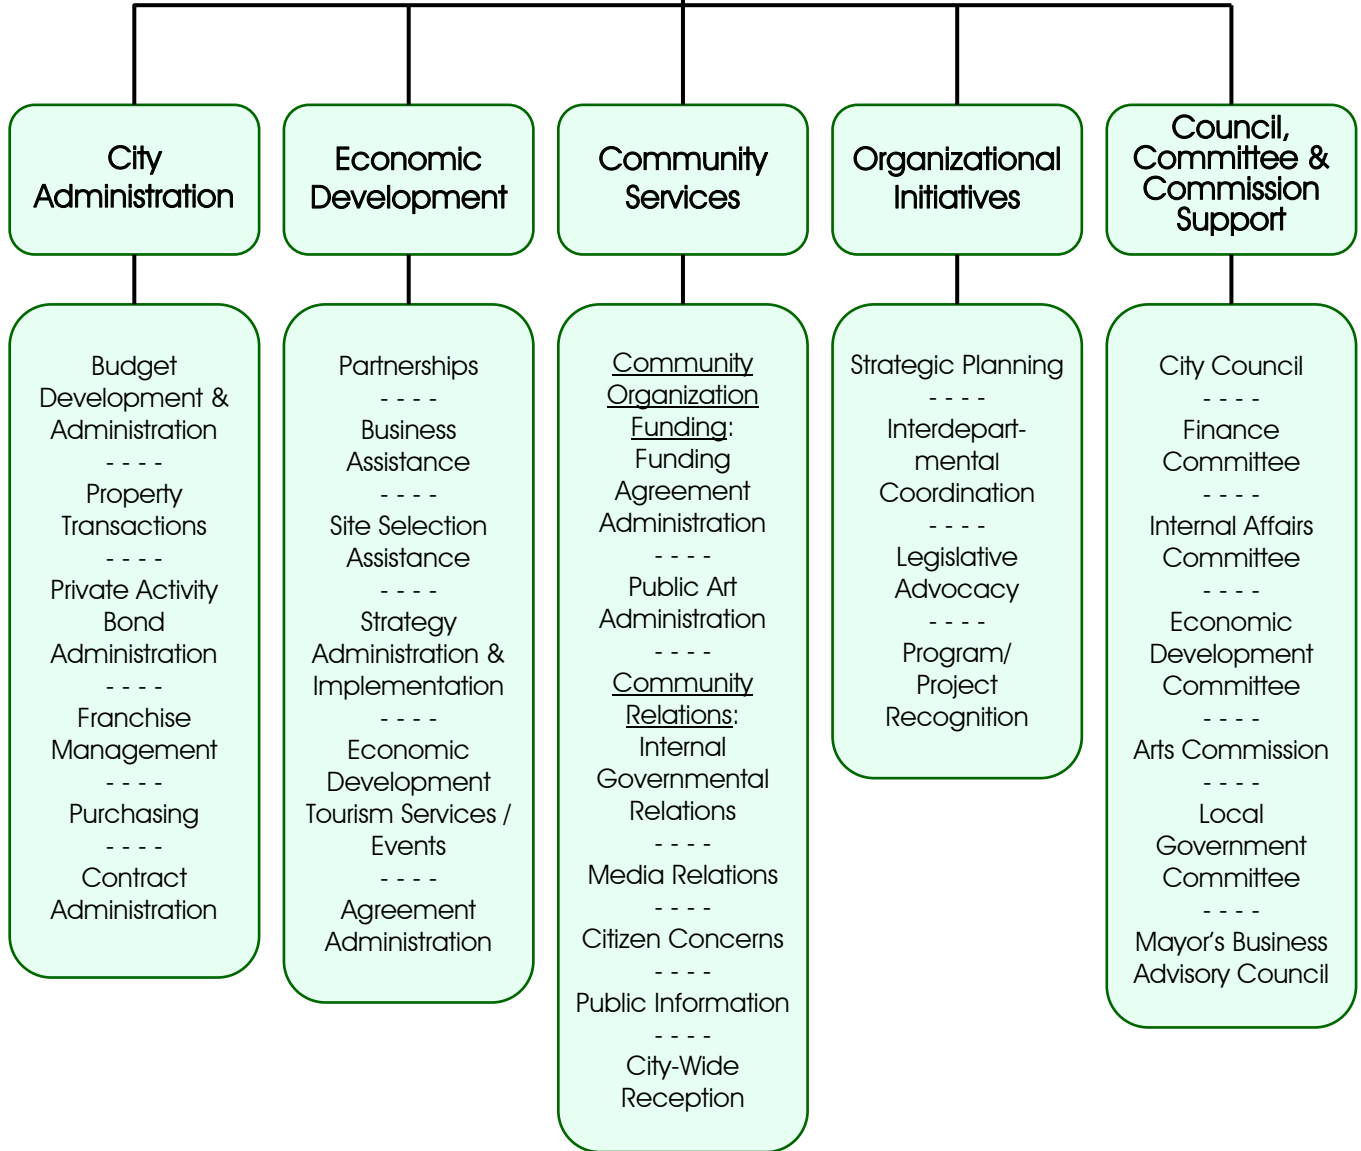 City
Administration
Economic
Development
Community
Services
Organizational
Initiatives
Council,
Committee &
Commission
Support
Budget
Development &
Administration
- - - -
Property
Transactions
- - - -
Private Activity
Bond
Administration
- - - -
Franchise
Management
- - - -
Purchasing
- - - -
Contract
Administration
Partnerships
- - - -
Business
Assistance
- - - -
Site Selection
Assistance
- - - -
Strategy
Administration &
Implementation
- - - -
Economic
Development
Tourism Services /
Events
- - - -
Agreement
Administration
Community
Organization
Funding:
Funding
Agreement
Administration
- - - -
Public Art
Administration
- - - -
Community
Relations:
Internal
Governmental
Relations
- - - -
Media Relations
- - - -
Citizen Concerns
- - - -
Public Information
- - - -
City-Wide
Reception
Strategic Planning
- - - -
Interdepart-
mental
Coordination
- - - -
Legislative
Advocacy
- - - -
Program/
Project
Recognition
City Council
- - - -
Finance
Committee
- - - -
Internal Affairs
Committee
- - - -
Economic
Development
Committee
- - - -
Arts Commission
- - - -
Local
Government
Committee
- - - -
Mayor's Business
Advisory Council